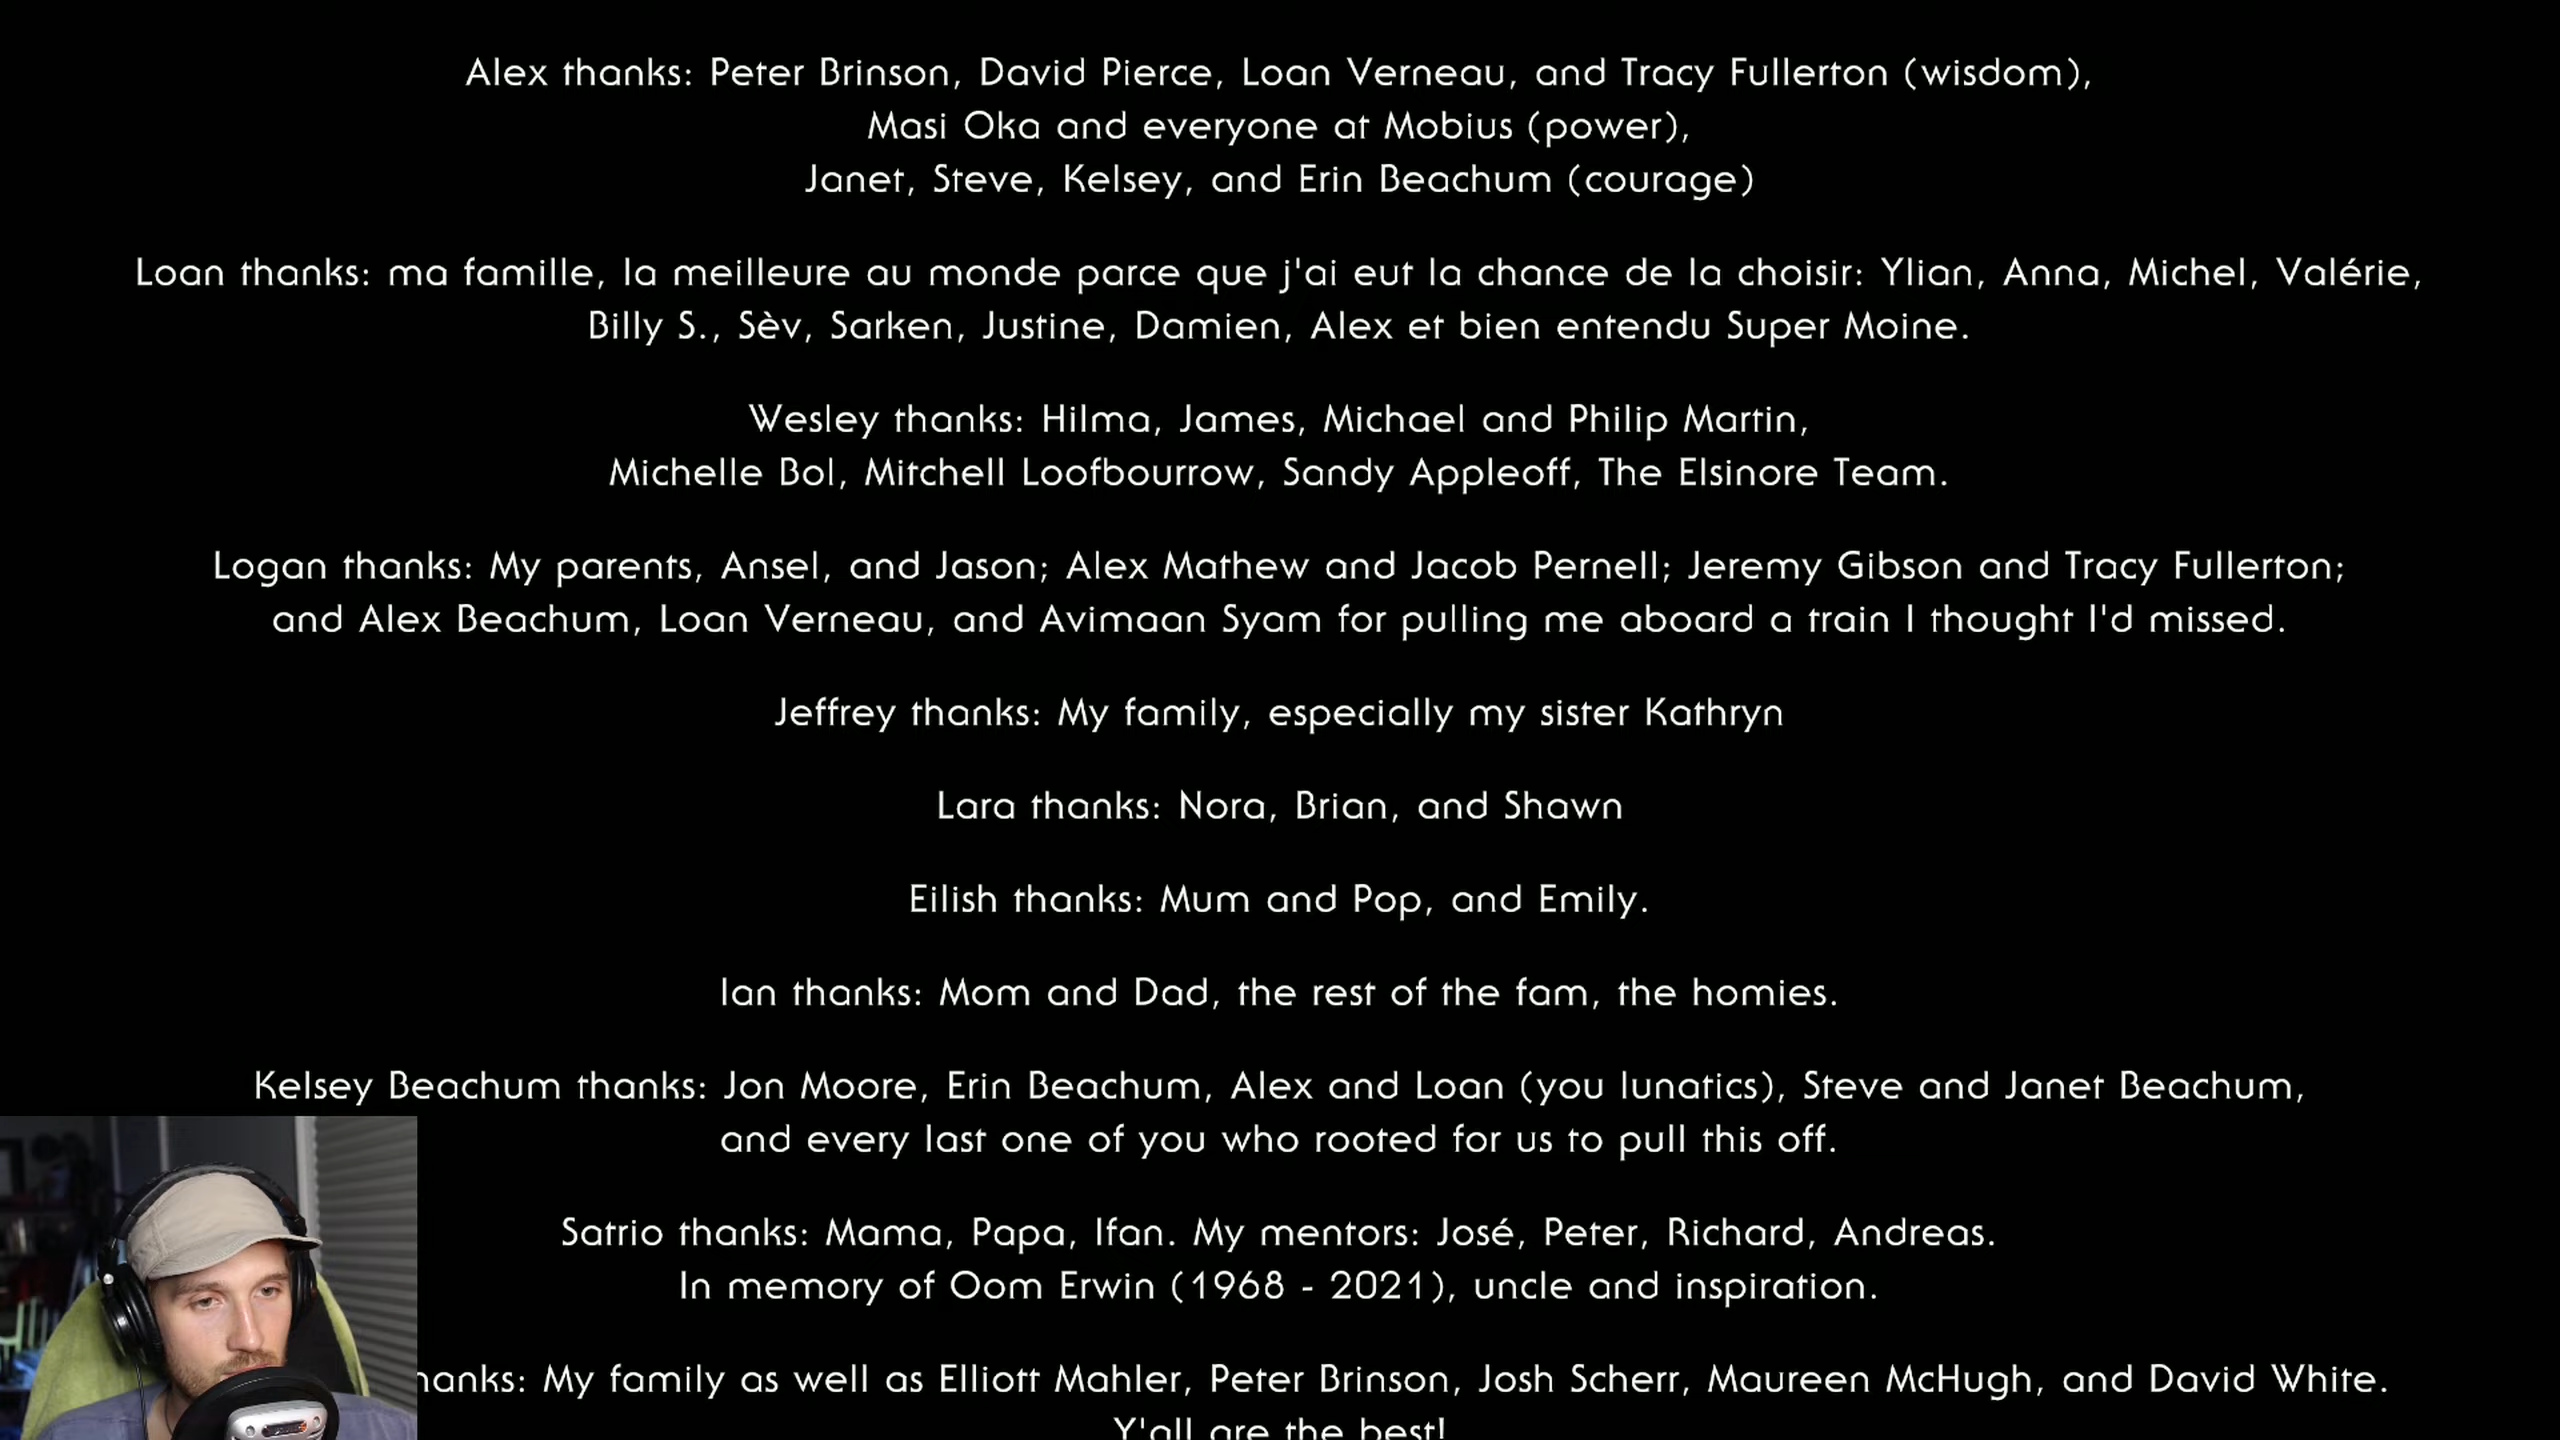 Alex thanks: Peter Brinson, David Pierce, Loan Verneau, and Tracy Fullerton (wisdom),
Masi Oka and everyone at Mobius (power),
Janet, Steve, Kelsey, and Erin Beachum (courage)
Loan thanks: ma famille, la meilleure au monde parce que j'ai eut la chance de la choisir: Ylian, Anna, Michel, Valérie,
Billy S., Sèv, Sarken, Justine, Damien, Alex et bien entendu Super Moine.
Wesley thanks: Hilma, James, Michael and Philip Martin,
Michelle Bol, Mitchell Loofbourrow, Sandy Appleoff, The Elsinore Team.
Logan thanks: My parents, Ansel, and Jason; Alex Mathew and Jacob Pernell; Jeremy Gibson and Tracy Fullerton;
and Alex Beachum, Loan Verneau, and Avimaan Syam for pulling me aboard a train I thought I'd missed.
Jeffrey thanks: My family, especially my sister Kathryn
Lara thanks: Nora, Brian, and Shawn
Eilish thanks: Mum and Pop, and Emily.
Ian thanks: Mom and Dad, the rest of the fam, the homies.
Kelsey Beachum thanks: Jon Moore, Erin Beachum, Alex and Loan (you lunatics), Steve and Janet Beachum,
and every last one of you who rooted for us to pull this off.
Satrio thanks: Mama, Papa, Ifan. My mentors: José, Peter, Richard, Andreas.
In memory of Oom Erwin (1968 - 2021), uncle and inspiration.
hanks: My family as well as Elliott Mahler, Peter Brinson, Josh Scherr, Maureen McHugh, and David White.
Y'all are the best!